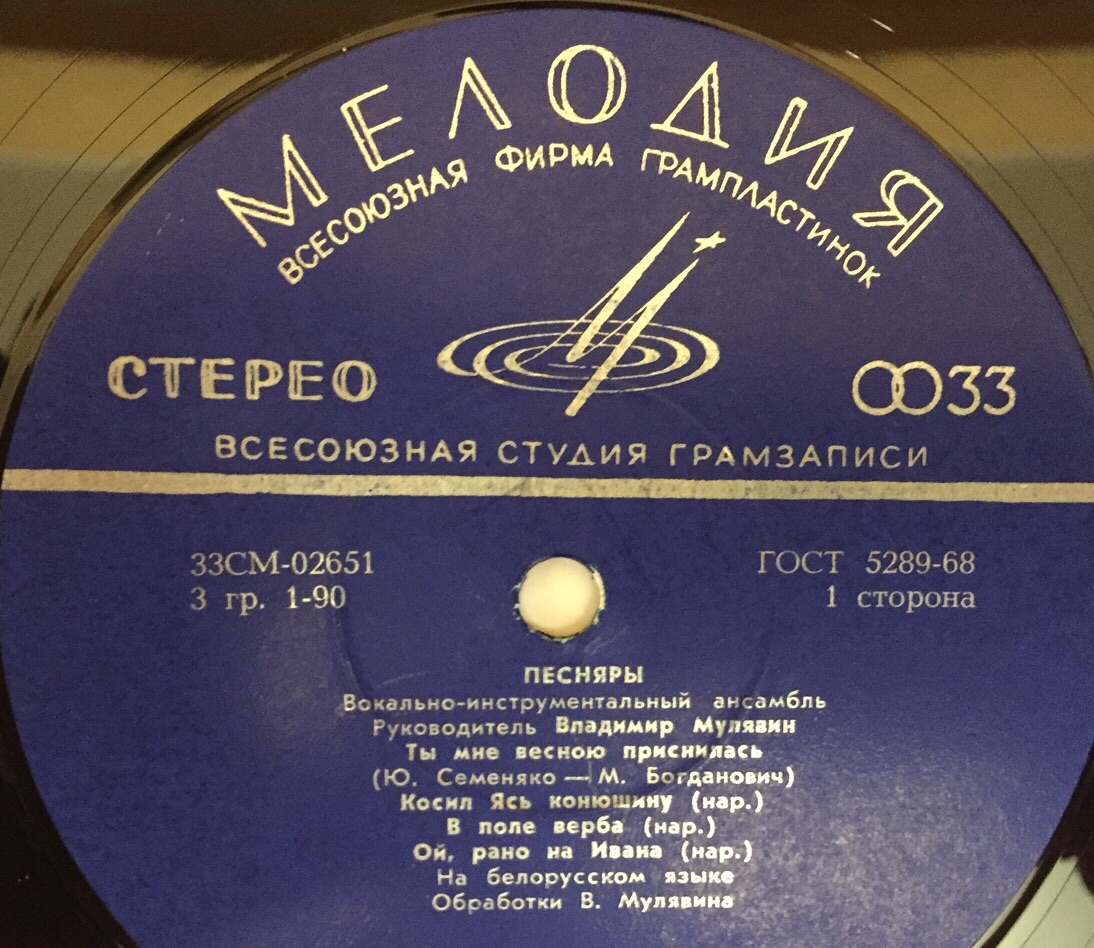 МЕЛОДИЯ
ВСЕСОЮЗНАЯ ФИРМА ГРАМПЛАСТИНОК
СТЕРЕО
33
ВСЕСОЮЗНАЯ СТУДИЯ ГРАМЗАПИСИ
33СМ-02651
ГОСТ 5289-68
3 гр. 1-90
1 сторона
ПЕСНЯРЫ
Вокально-инструментальный ансамбль
Руководитель Владимир Мулявин
Ты мне весною приснилась
(Ю. Семеняко — М. Богданович)
Косил Ясь конюшину (нар.)
В поле верба (нар.)
Ой, рано на Ивана (нар.)
На белорусском языке
Обработки В. Мулявина